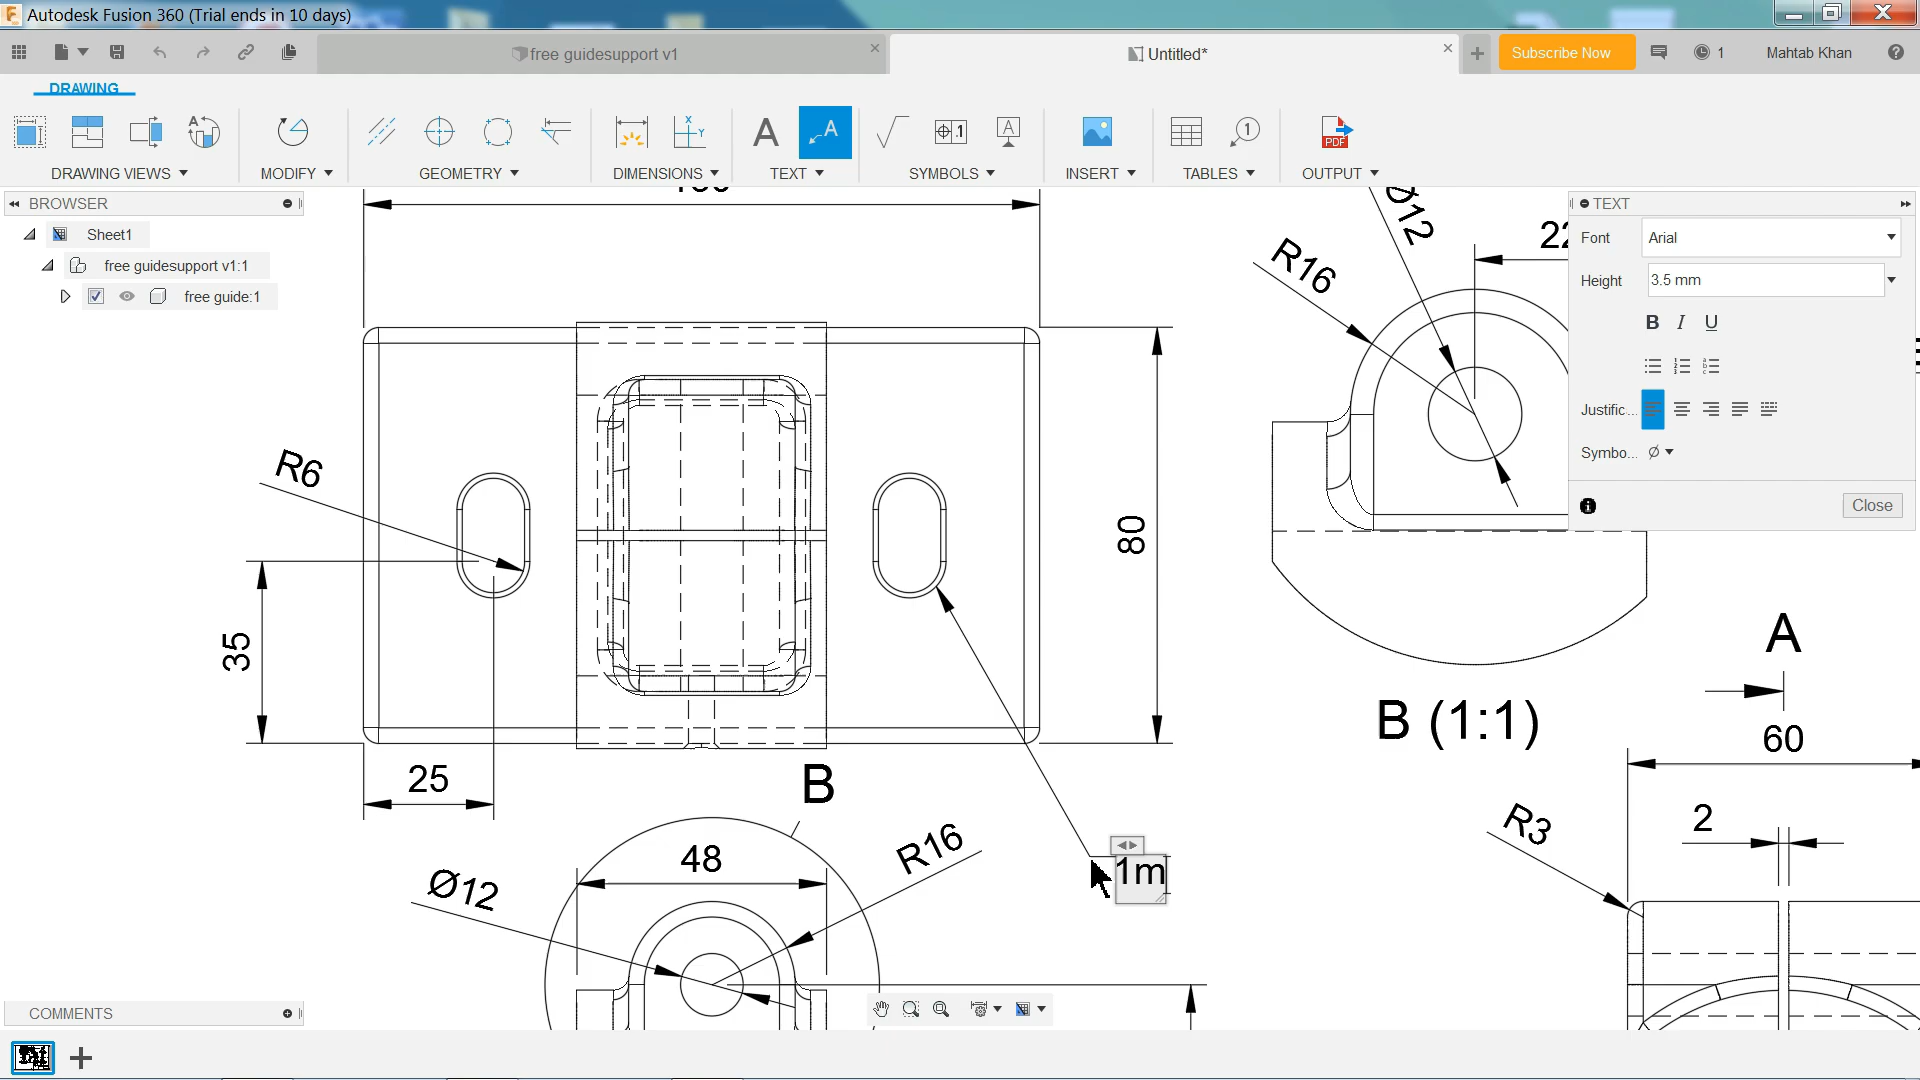 Autodesk Fusion 360 (Trial ends in 10 days)
free guidesupport v1
Untitled*
Subscribe Now
1
Mahtab Khan
DRAWING
DRAWING VIEWS
MODIFY
GEOMETRY
DIMENSIONS
TEXT
SYMBOLS
INSERT
TABLES
OUTPUT
PDF
BROWSER
Sheet1
free guidesupport v1:1
free guide:1
TEXT
Font
Arial
Height
3.5 mm
B I U
Justific...
Symbo... Ø
Close
Ø12
R16
R6
80
35
25
B
48
R16
Ø12
1m
A
B (1:1)
60
2
R3
COMMENTS